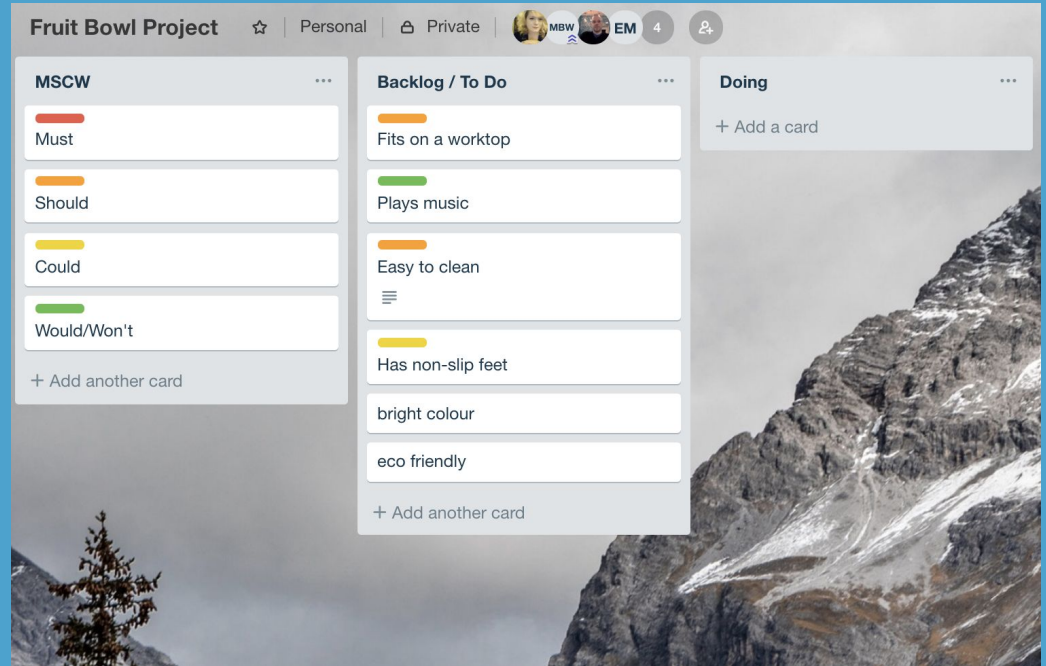 Fruit Bowl Project Personal Private MBW EM 4
MSCW
Must
Should
Could
Would/Won't
+ Add another card
Backlog / To Do
Fits on a worktop
Plays music
Easy to clean
Has non-slip feet
bright colour
eco friendly
+ Add another card
Doing
+ Add a card